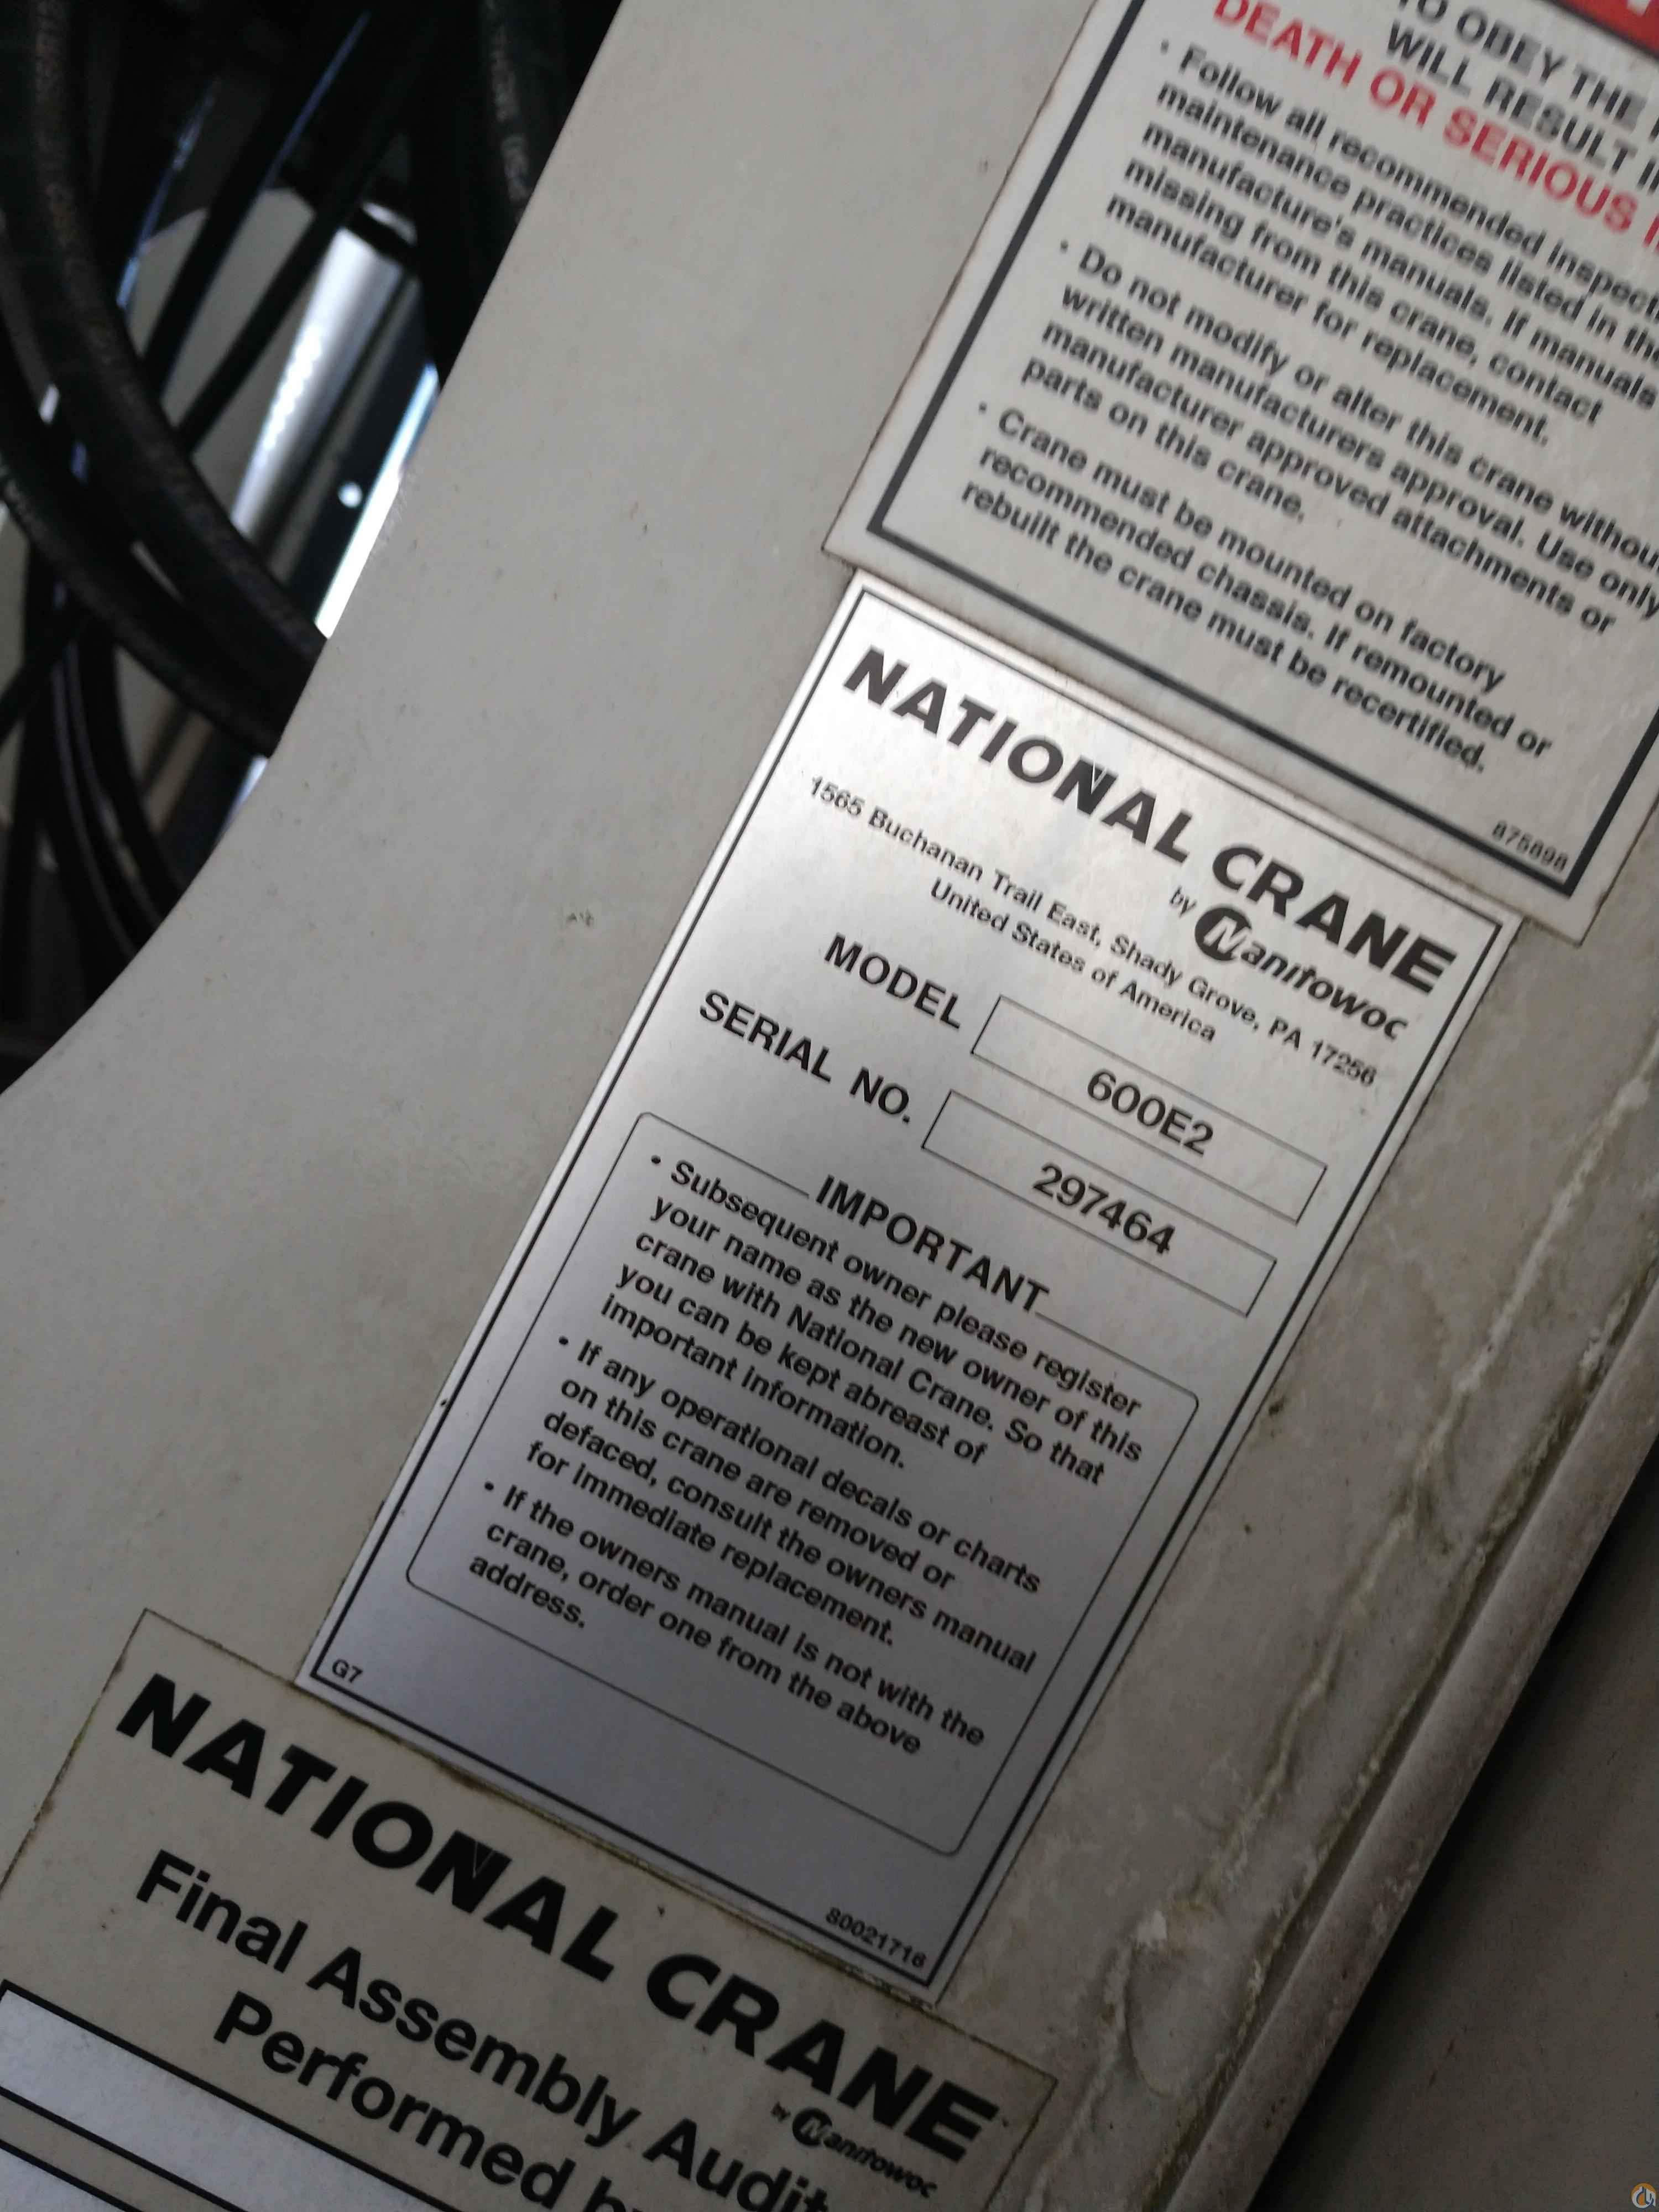 TO OBEY THE
WILL RESULT
DEATH OR SERIOUS
• Follow all recommended
maintenance practices listed in
manufacture's manuals. If manuals
missing from this crane, contact
manufacturer for replacement.
• Do not modify or alter this crane
written manufacturers approval. Use only
manufacturer approved attachments or
parts on this crane.
• Crane must be mounted on factory
recommended chassis. If remounted or
rebuilt the crane must be recertified.
875898
NATIONAL CRANE
by Manitowoc
1565 Buchanan Trail East, Shady Grove, PA 17256
United States of America
MODEL 600E2
SERIAL NO. 297464
IMPORTANT
• Subsequent owner please register
your name as the new owner of this
crane with National Crane. So that
you can be kept abreast of
important information.
• If any operational decals or charts
on this crane are removed or
defaced, consult the owners manual
for immediate replacement.
• If the owners manual is not with the
crane, order one from the above
address.
G7
80021716
NATIONAL CRANE
by Manitowoc
Final Assembly Audit
Performed